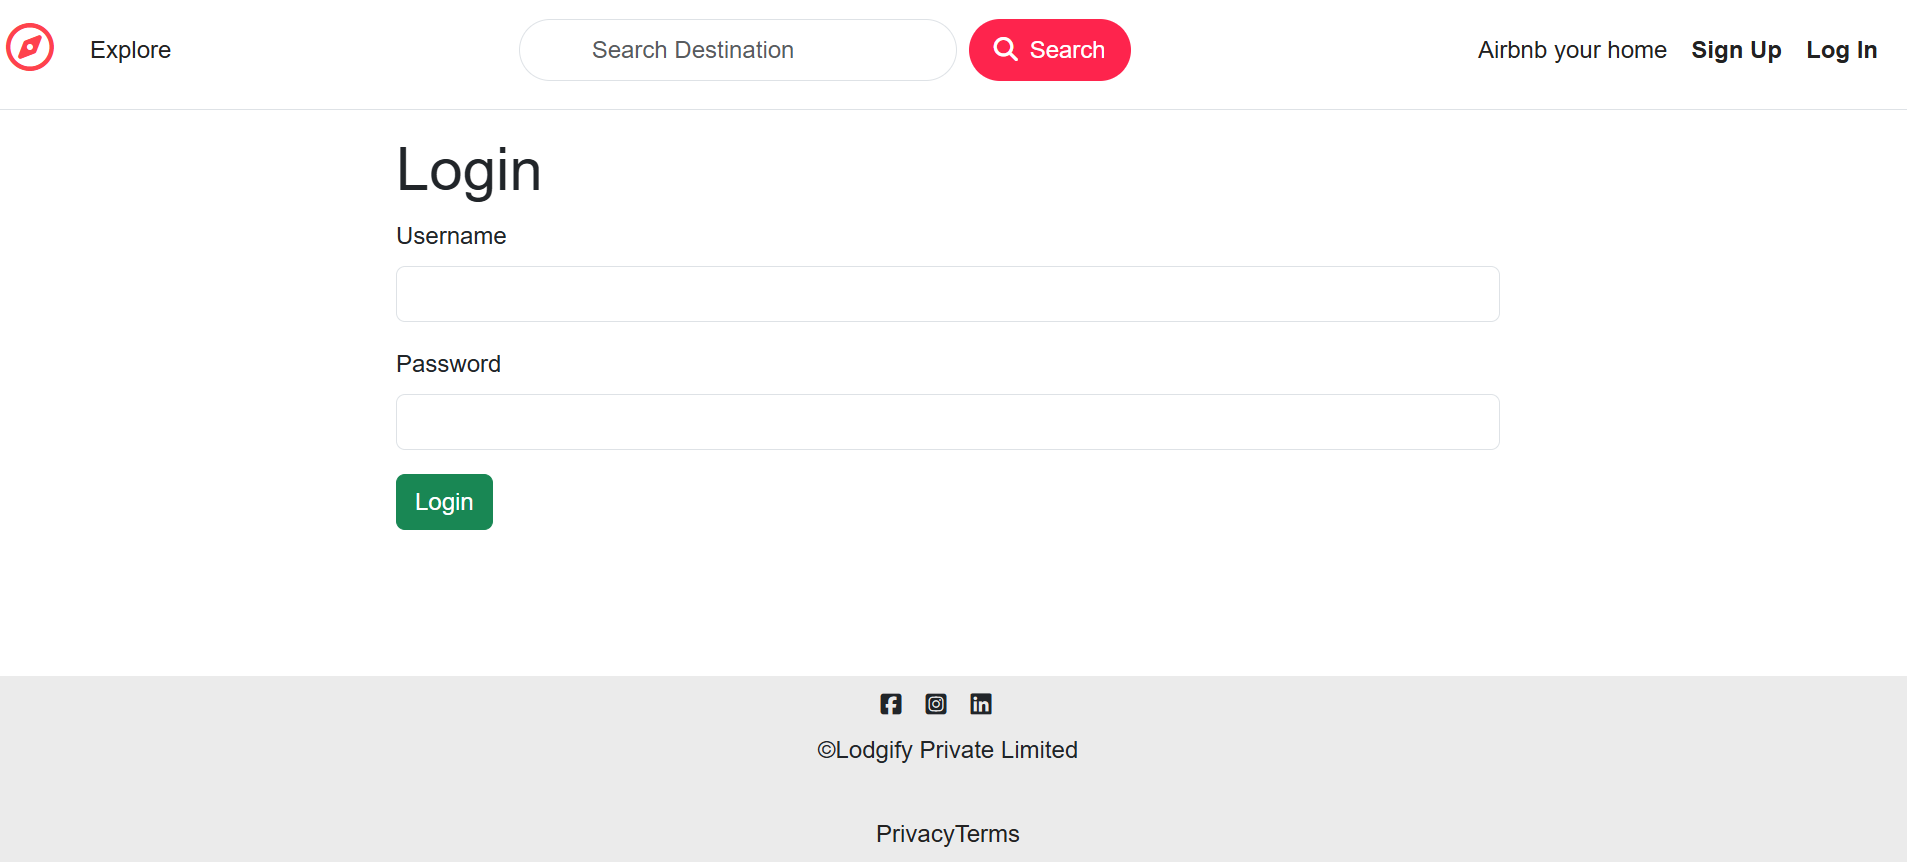 Explore
Search Destination
Search
Airbnb your home
Sign Up
Log In
Login
Username
Password
Login
©Lodgify Private Limited
PrivacyTerms